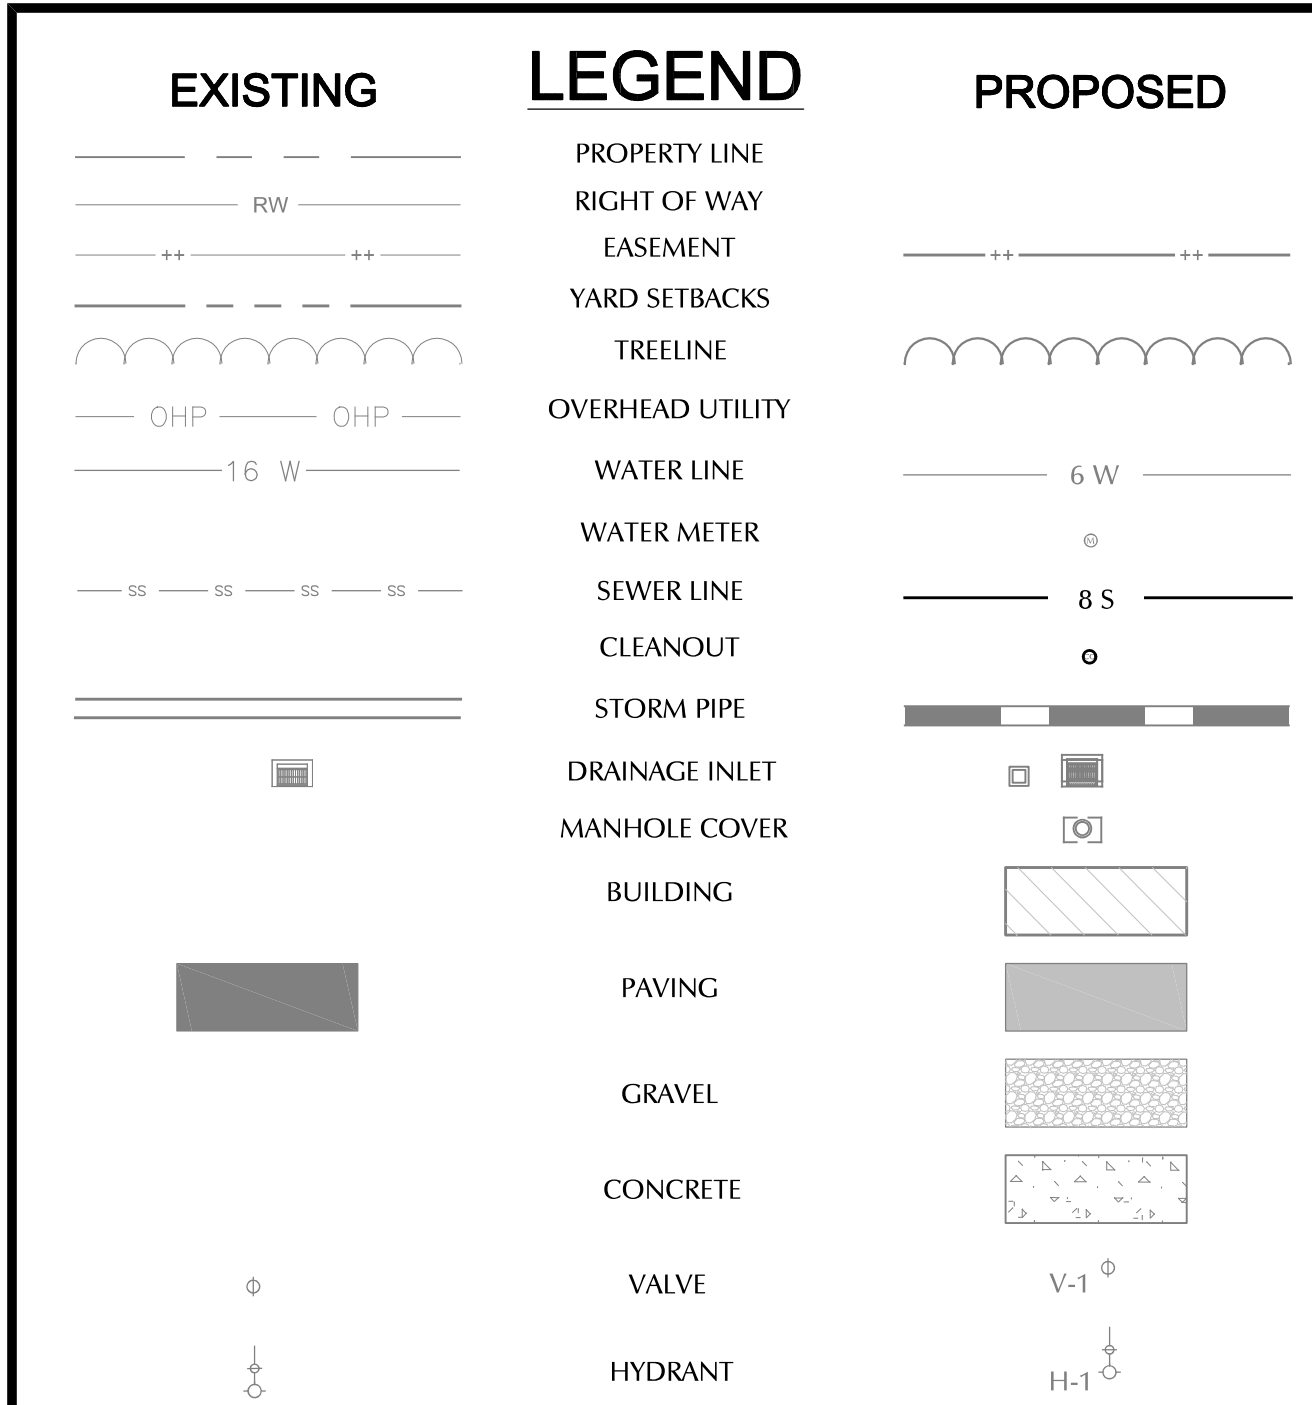 LEGEND
EXISTING
PROPOSED
PROPERTY LINE
RW
RIGHT OF WAY
++ ++
EASEMENT
++ ++
YARD SETBACKS
TREELINE
OHP OHP
OVERHEAD UTILITY
16 W
WATER LINE
6 W
WATER METER
M
SS SS SS SS
SEWER LINE
8 S
CLEANOUT
STORM PIPE
DRAINAGE INLET
MANHOLE COVER
BUILDING
PAVING
GRAVEL
CONCRETE
VALVE
V-1
HYDRANT
H-1